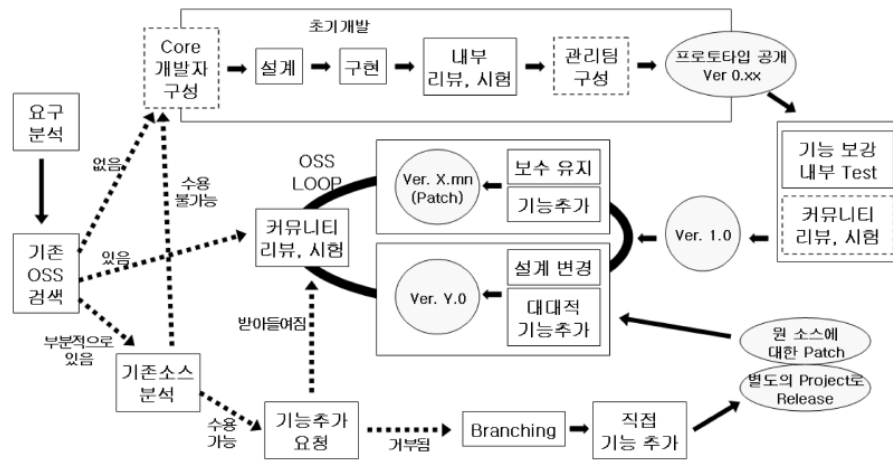 초기개발
Core
개발자
구성
설계
구현
내부
리뷰, 시험
관리팀
구성
프로토타입 공개
Ver 0.xx
요구
분석
없음
수용
불가능
기능 보강
내부 Test
커뮤니티
리뷰, 시험
OSS
LOOP
Ver. X.mn
(Patch)
보수 유지
기능추가
커뮤니티
리뷰, 시험
Ver. 1.0
기존
OSS
검색
있음
Ver. Y.0
설계 변경
대대적
기능추가
부분적으로
있음
받아들여짐
원 소스에
대한 Patch
별도의 Project로
Release
기존소스
분석
수용
가능
기능추가
요청
거부됨
Branching
직접
기능 추가